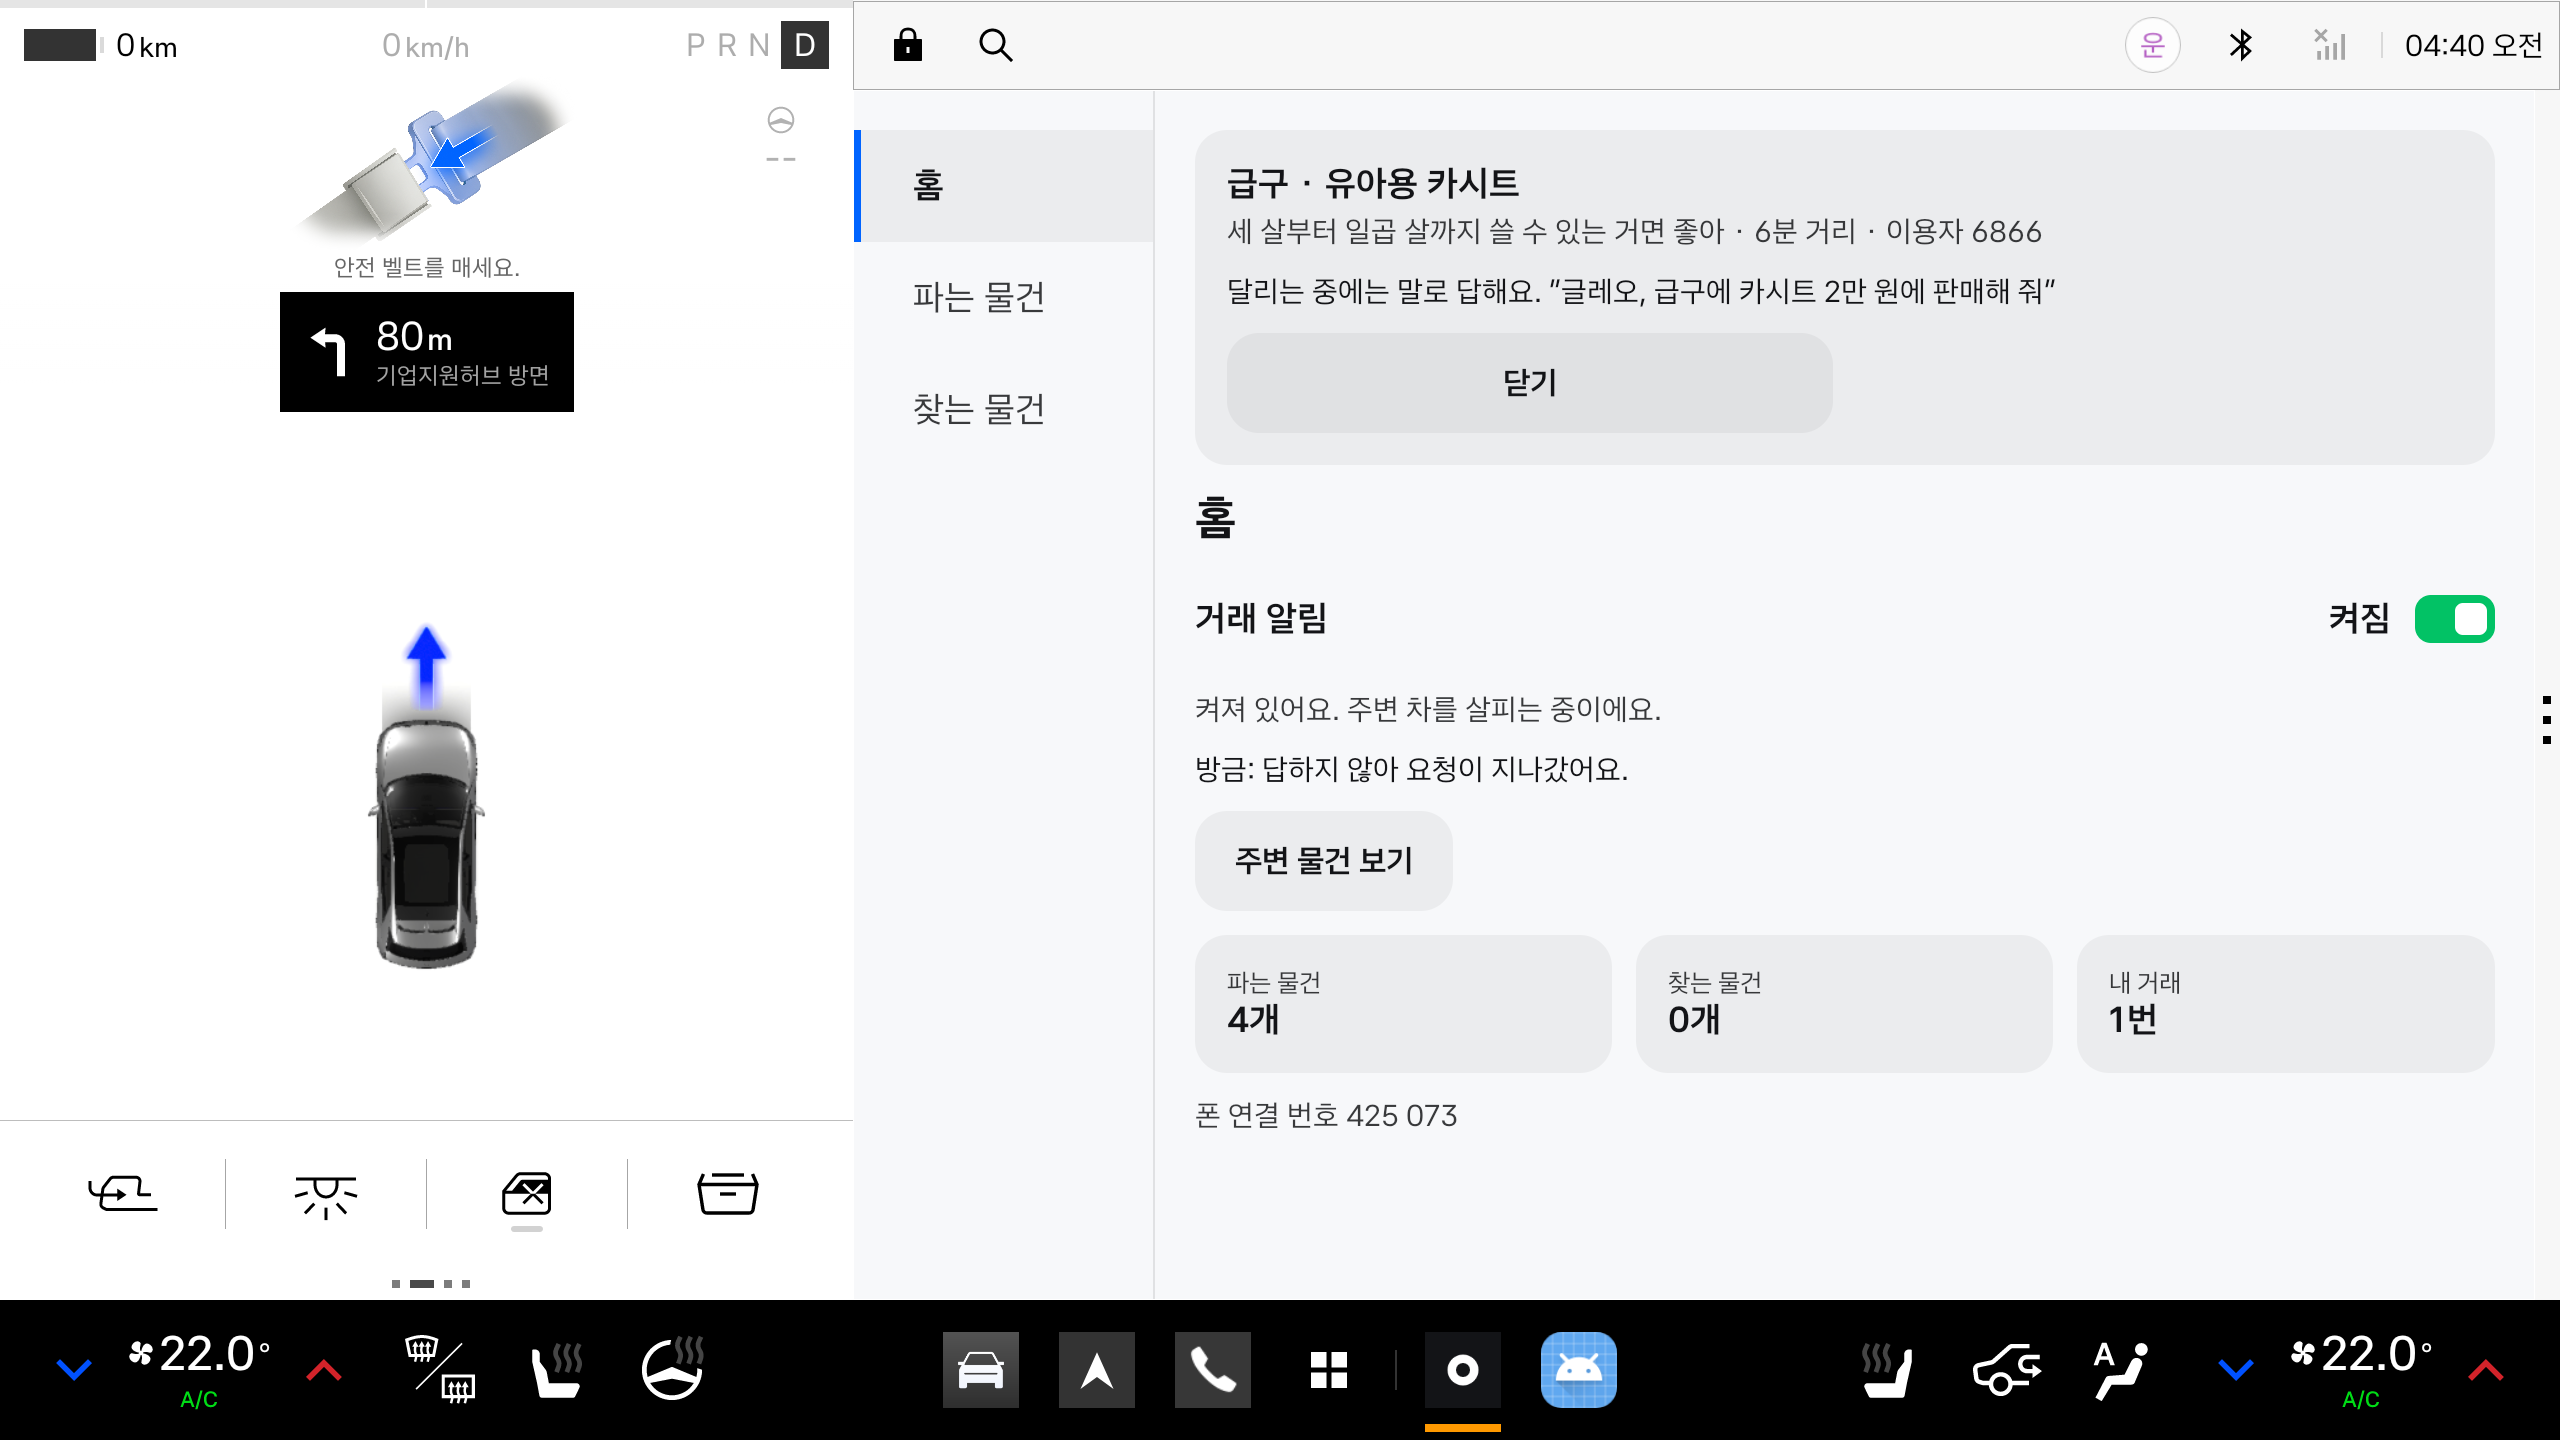 0 km
0 km/h
P R N D
안전 벨트를 매세요.
80 m
기업지원허브 방면
운
04:40 오전
홈
파는 물건
찾는 물건
급구 · 유아용 카시트
세 살부터 일곱 살까지 쓸 수 있는 거면 좋아 · 6분 거리 · 이용자 6866
달리는 중에는 말로 답해요. "글레오, 급구에 카시트 2만 원에 판매해 줘"
닫기
홈
거래 알림
켜짐
켜져 있어요. 주변 차를 살피는 중이에요.
방금: 답하지 않아 요청이 지나갔어요.
주변 물건 보기
파는 물건
4개
찾는 물건
0개
내 거래
1번
폰 연결 번호 425 073
22.0°
A/C
A
22.0°
A/C